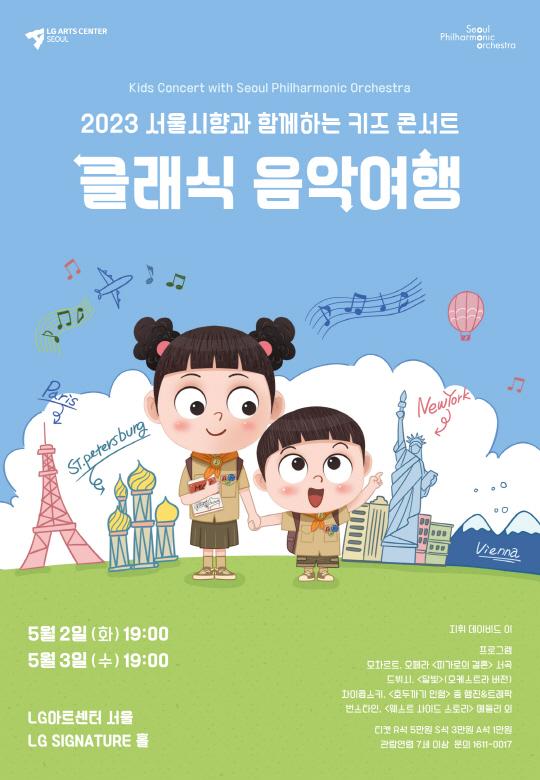 LG ARTS CENTER
SEOUL
Seoul
Philharmonic
orchestra
Kids Concert with Seoul Philharmonic Orchestra
2023 서울시향과 함께하는 키즈 콘서트
클래식 음악여행
Paris
St.petersburg
NewYork
Vienna
5월 2일 (화) 19:00
5월 3일 (수) 19:00
LG아트센터 서울
LG SIGNATURE 홀
지휘 데이비드 이
프로그램
모차르트, 오페라 <피가로의 결혼> 서곡
드뷔시, <달빛>(오케스트라 버전)
차이콥스키, <호두까기 인형> 중 행진&트레팍
번스타인, <웨스트 사이드 스토리> 메들리 외
티켓 R석 5만원 S석 3만원 A석 1만원
관람연령 7세 이상 문의 1611-0017